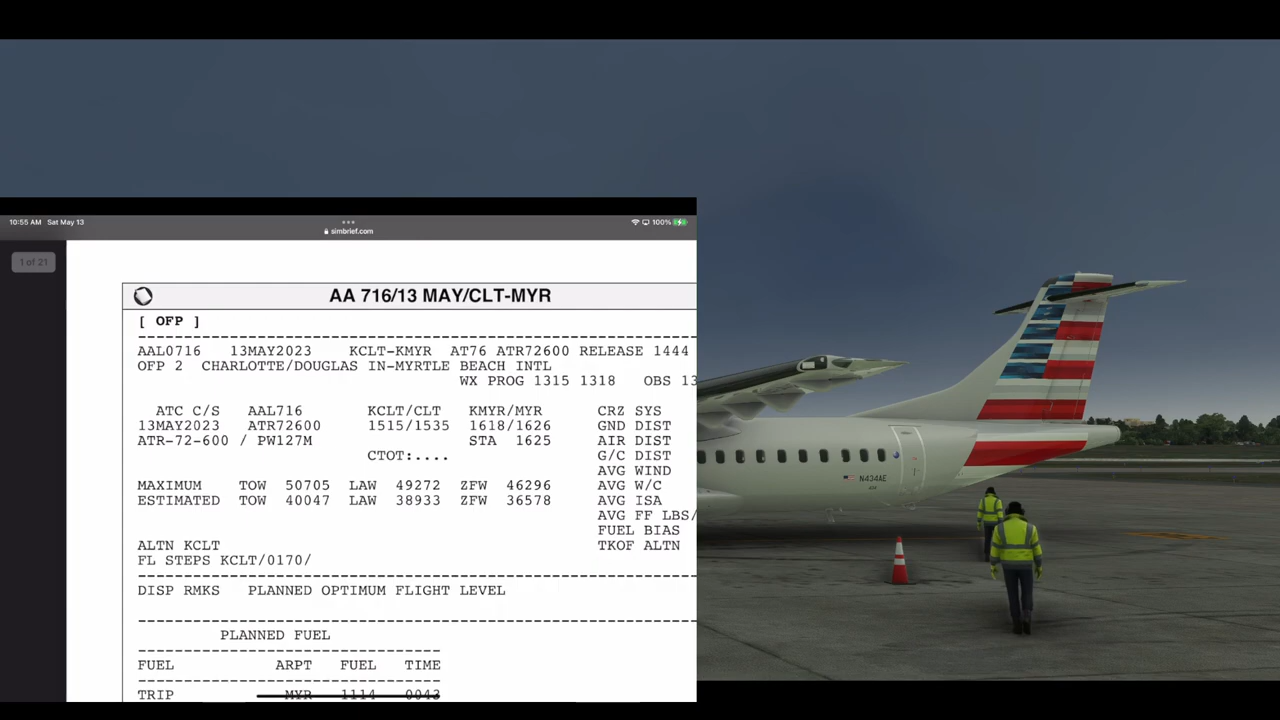 10:55 AM Sat May 13
100%
simbrief.com
1 of 21
AA 716/13 MAY/CLT-MYR
[ OFP ]
AAL0716 13MAY2023 KCLT-KMYR AT76 ATR72600 RELEASE 1444
OFP 2 CHARLOTTE/DOUGLAS IN-MYRTLE BEACH INTL
WX PROG 1315 1318 OBS 13
ATC C/S AAL716 KCLT/CLT KMYR/MYR CRZ SYS
13MAY2023 ATR72600 1515/1535 1618/1626 GND DIST
ATR-72-600 / PW127M STA 1625 AIR DIST
CTOT:.... G/C DIST
AVG WIND
MAXIMUM TOW 50705 LAW 49272 ZFW 46296 AVG W/C
ESTIMATED TOW 40047 LAW 38933 ZFW 36578 AVG ISA
AVG FF LBS/
FUEL BIAS
ALTN KCLT TKOF ALTN
FL STEPS KCLT/0170/
DISP RMKS PLANNED OPTIMUM FLIGHT LEVEL
PLANNED FUEL
FUEL ARPT FUEL TIME
TRIP MYR 1114 0043
N434AE